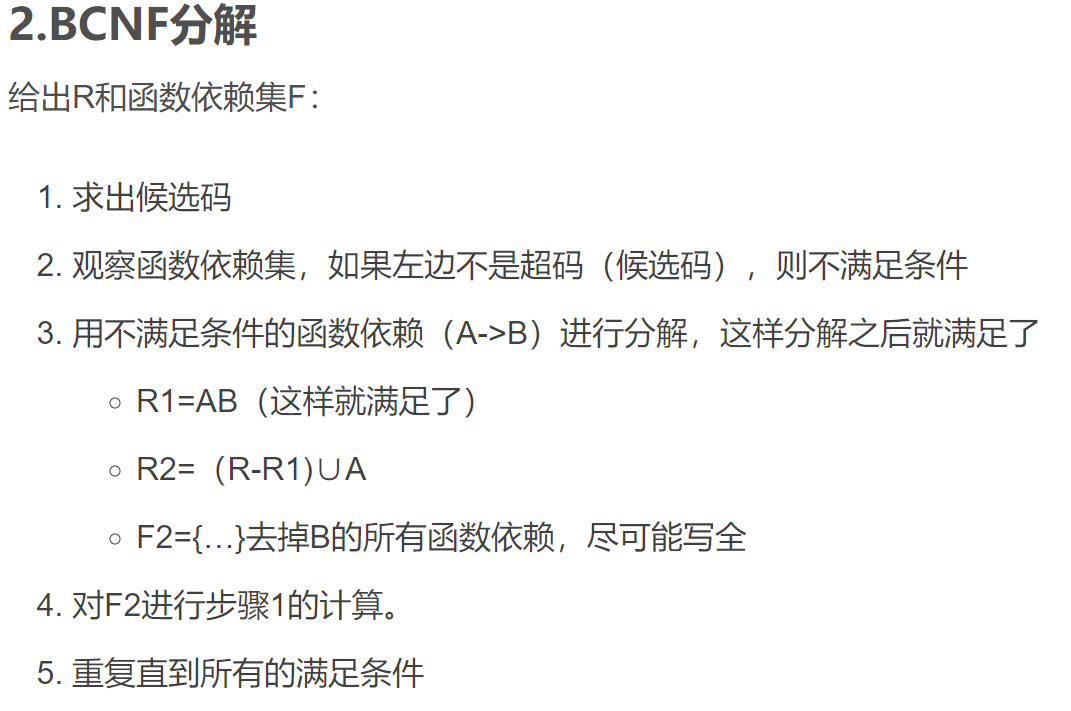 2.BCNF分解
给出R和函数依赖集F：
1. 求出候选码
2. 观察函数依赖集，如果左边不是超码（候选码），则不满足条件
3. 用不满足条件的函数依赖（A->B）进行分解，这样分解之后就满足了
○ R1=AB（这样就满足了）
○ R2=（R-R1)∪A
○ F2={…}去掉B的所有函数依赖，尽可能写全
4. 对F2进行步骤1的计算。
5. 重复直到所有的满足条件